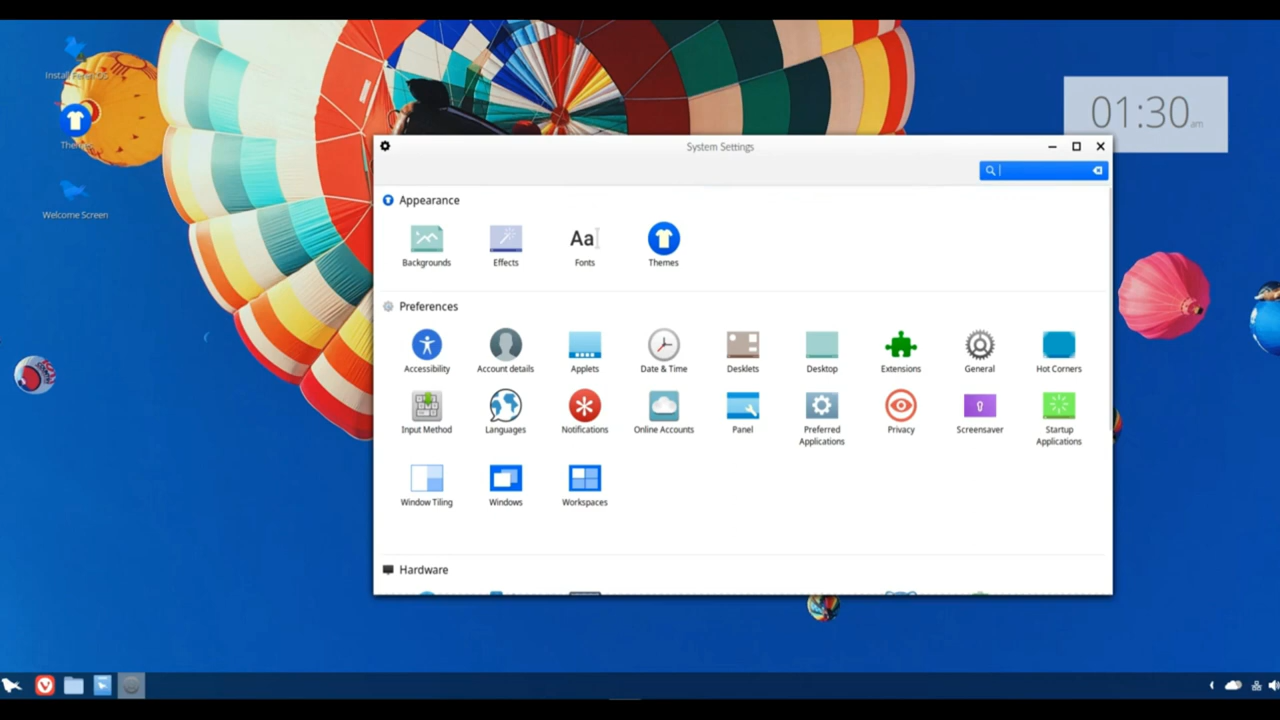 Install Feren OS
Themes
Welcome Screen
01:30 am
System Settings
Appearance
Backgrounds
Effects
Aa
Fonts
Themes
Preferences
Accessibility
Account details
Applets
Date & Time
Desklets
Desktop
Extensions
General
Hot Corners
Input Method
Languages
Notifications
Online Accounts
Panel
Preferred
Applications
Privacy
Screensaver
Startup
Applications
Window Tiling
Windows
Workspaces
Hardware